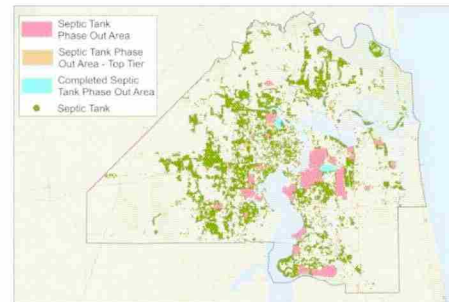 Septic Tank
Phase Out Area
Septic Tank Phase
Out Area - Top Tier
Completed Septic
Tank Phase Out Area
Septic Tank